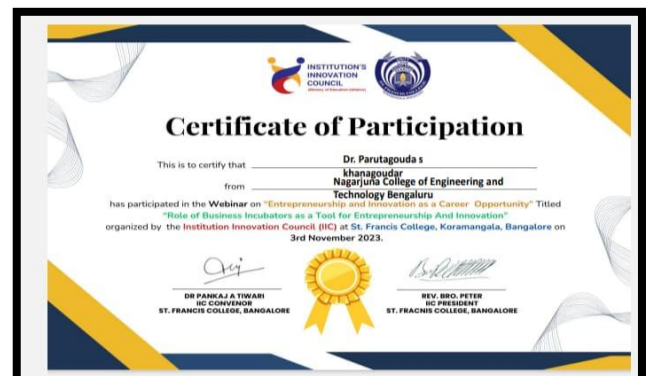 INSTITUTION'S
INNOVATION
COUNCIL
(Ministry of Education Initiative)
Certificate of Participation
This is to certify that Dr. Parutagouda s
khanagoudar
from Nagarjuna College of Engineering and
Technology Bengaluru
has participated in the Webinar on "Entrepreneurship and Innovation as a Career Opportunity" Titled
"Role of Business Incubators as a Tool for Entrepreneurship And Innovation"
organized by the Institution Innovation Council (IIC) at St. Francis College, Koramangala, Bangalore on
3rd November 2023.
DR PANKAJ A TIWARI
IIC CONVENOR
ST. FRANCIS COLLEGE, BANGALORE
REV. BRO. PETER
IIC PRESIDENT
ST. FRACNIS COLLEGE, BANGALORE